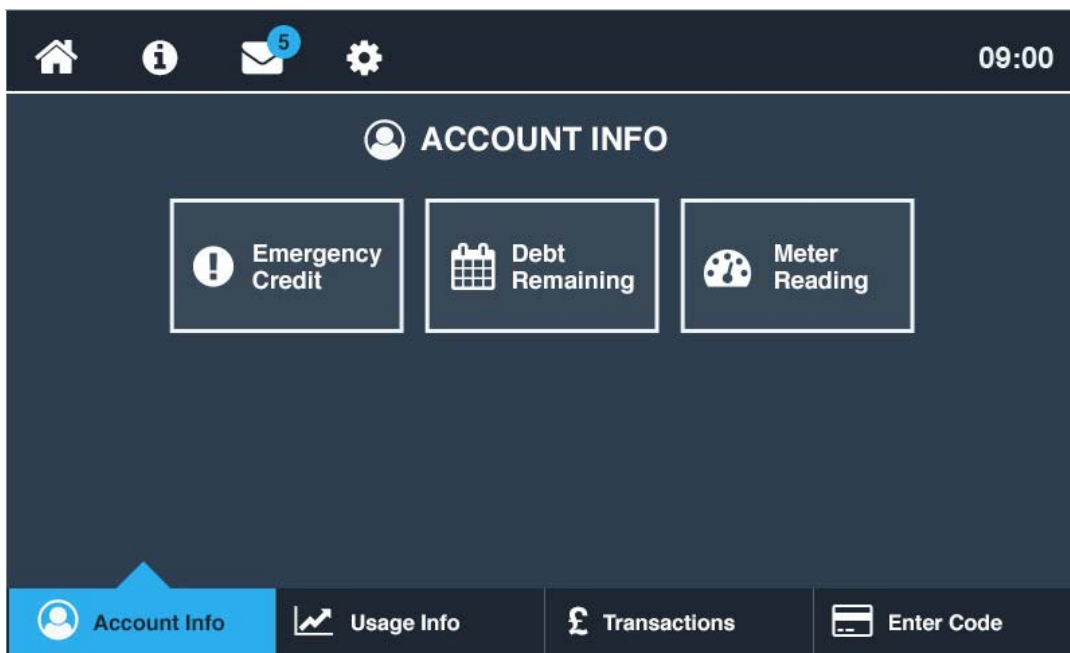 5
09:00
ACCOUNT INFO
Emergency
Credit
Debt
Remaining
Meter
Reading
Account Info
Usage Info
£ Transactions
Enter Code